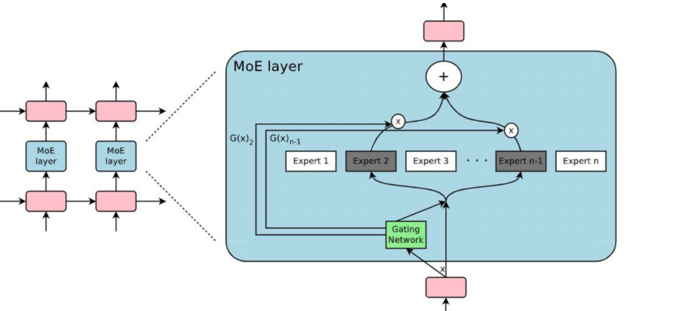 MoE layer
+
x
x
G(x)2
G(x)n-1
MoE
layer
MoE
layer
Expert 1
Expert 2
Expert 3
· · ·
Expert n-1
Expert n
Gating
Network
x